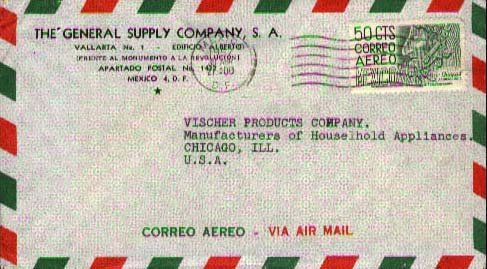 THE GENERAL SUPPLY COMPANY, S. A.
VALLARTA No. 1 - EDIFICIO ALBERTO
(FRENTE AL MONUMENTO A LA REVOLUCION)
APARTADO POSTAL No.
MEXICO 4, D. F.
D. F.
50 CTS
CORREO
AEREO
MEXICO
VISCHER PRODUCTS COMPANY.
Manufacturers of Houselhold Appliances.
CHICAGO, ILL.
U.S.A.
CORREO AEREO - VIA AIR MAIL